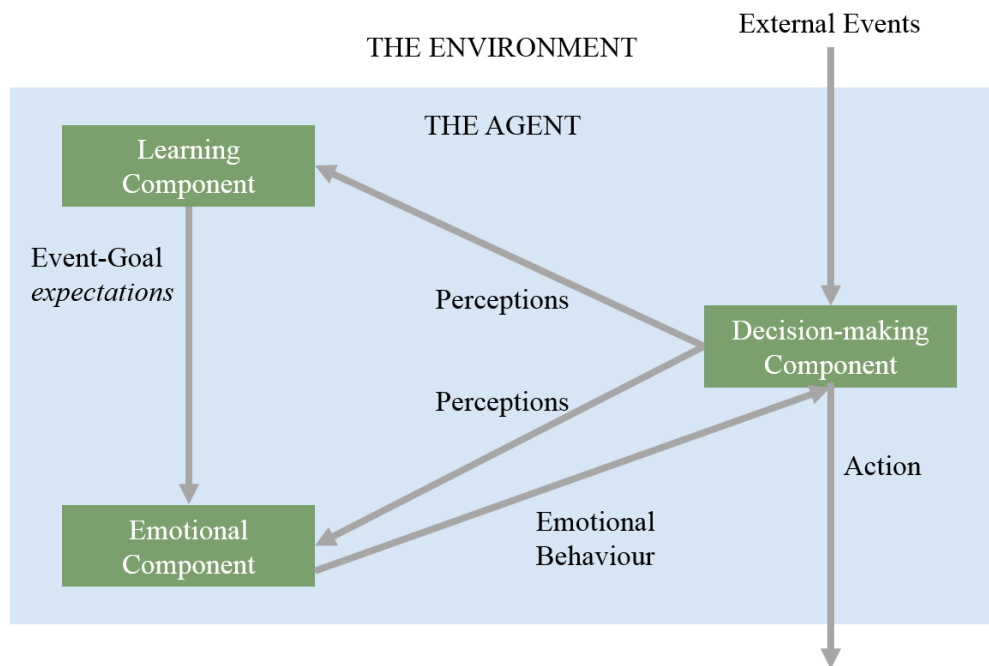 External Events
THE ENVIRONMENT
THE AGENT
Learning
Component
Event-Goal
expectations
Perceptions
Decision-making
Component
Perceptions
Action
Emotional
Component
Emotional
Behaviour